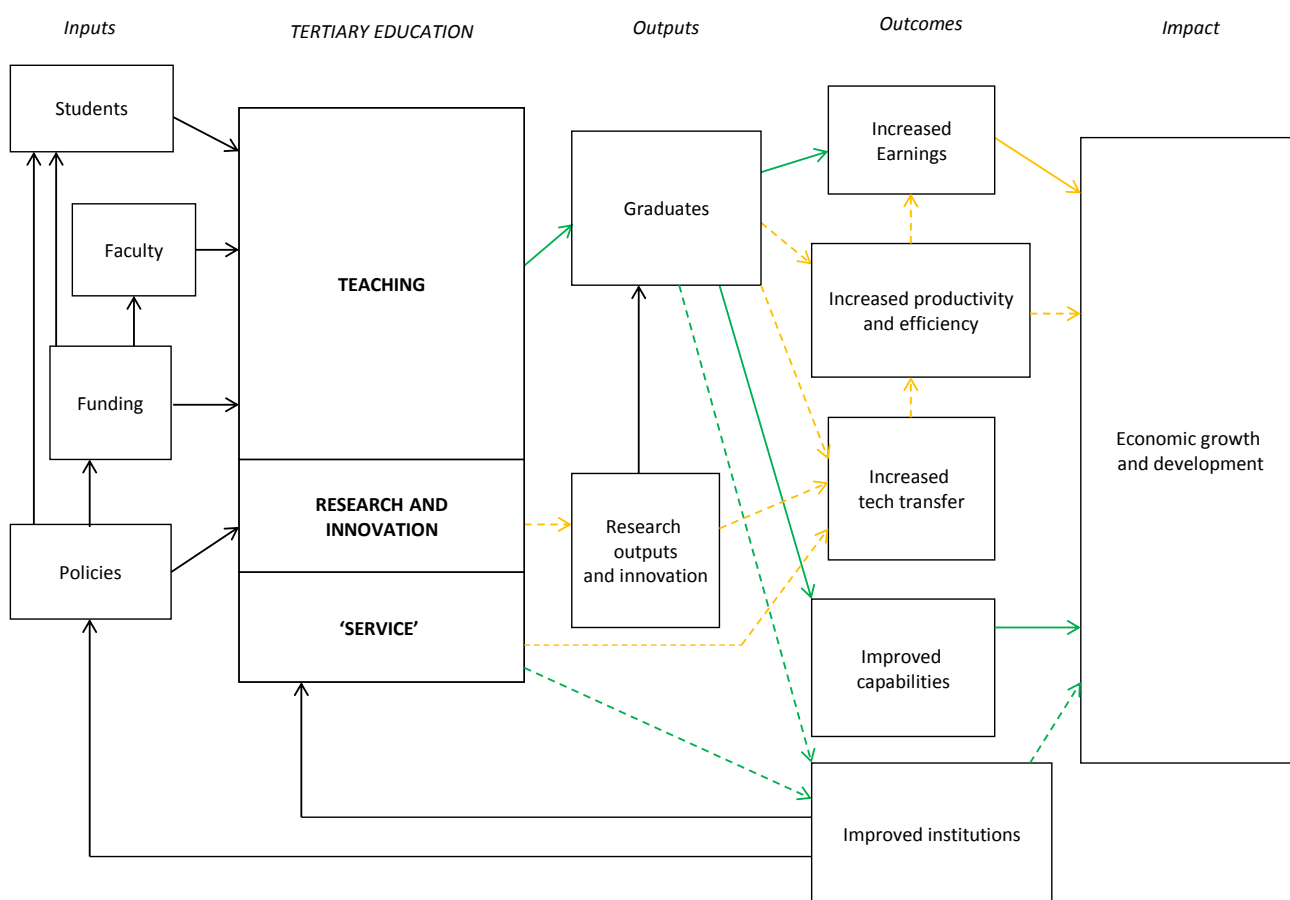 Inputs
TERTIARY EDUCATION
Outputs
Outcomes
Impact
Students
Faculty
Funding
Policies
TEACHING
RESEARCH AND
INNOVATION
‘SERVICE’
Graduates
Research
outputs
and innovation
Increased
Earnings
Increased productivity
and efficiency
Increased
tech transfer
Improved
capabilities
Improved institutions
Economic growth
and development